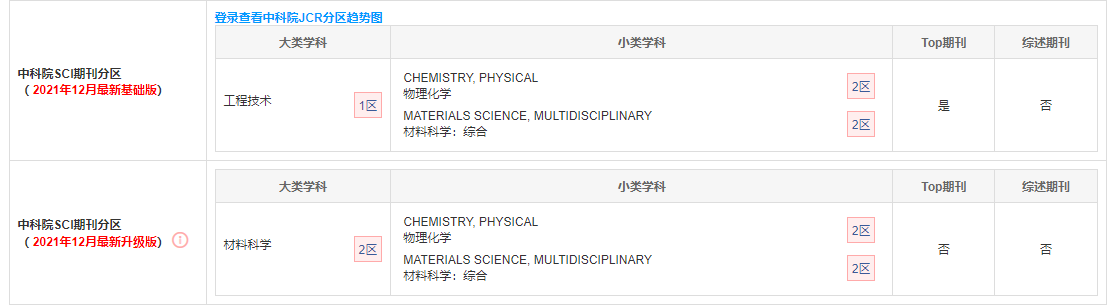 登录查看中科院JCR分区趋势图
中科院SCI期刊分区
（2021年12月最新基础版）
大类学科 小类学科 Top期刊 综述期刊
工程技术 1区
CHEMISTRY, PHYSICAL
物理化学
2区
MATERIALS SCIENCE, MULTIDISCIPLINARY
材料科学：综合
2区
是 否
中科院SCI期刊分区
（2021年12月最新升级版）
大类学科 小类学科 Top期刊 综述期刊
材料科学 2区
CHEMISTRY, PHYSICAL
物理化学
2区
MATERIALS SCIENCE, MULTIDISCIPLINARY
材料科学：综合
2区
否 否